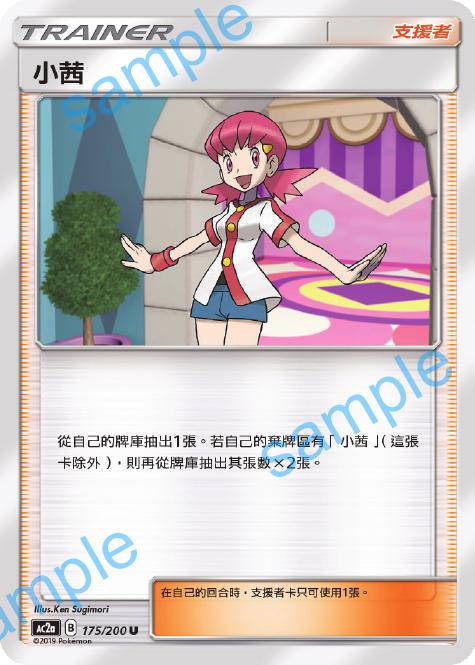 TRAINER
支援者
小茜
sample
從自己的牌庫抽出1張。若自己的棄牌區有「小茜」(這張
卡除外),則再從牌庫抽出其張數×2張。
sample
sample
在自己的回合時,支援者卡只可使用1張。
Illus.Ken Sugimori
AC2a B 175/200 U
©2019 Pokémon